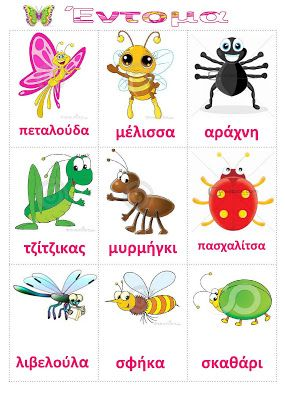 Έντομα
πεταλούδα
μέλισσα
αράχνη
τζίτζικας
μυρμήγκι
πασχαλίτσα
λιβελούλα
σφήκα
σκαθάρι